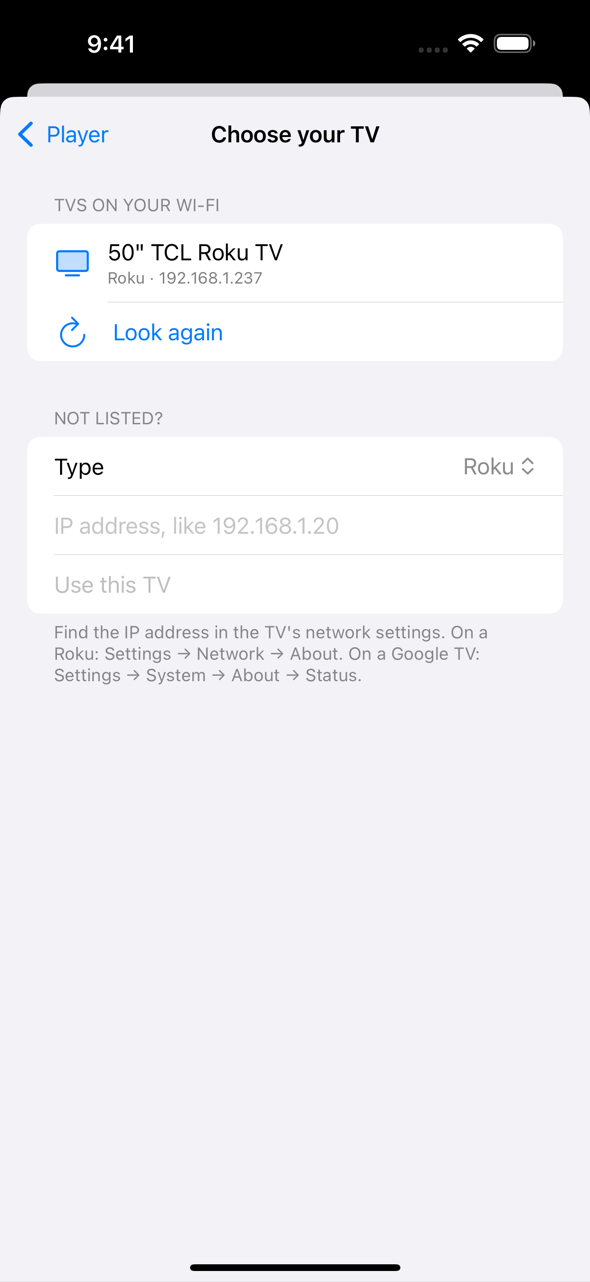 9:41
Player
Choose your TV
TVS ON YOUR WI-FI
50" TCL Roku TV
Roku · 192.168.1.237
Look again
NOT LISTED?
Type
Roku
IP address, like 192.168.1.20
Use this TV
Find the IP address in the TV's network settings. On a
Roku: Settings → Network → About. On a Google TV:
Settings → System → About → Status.